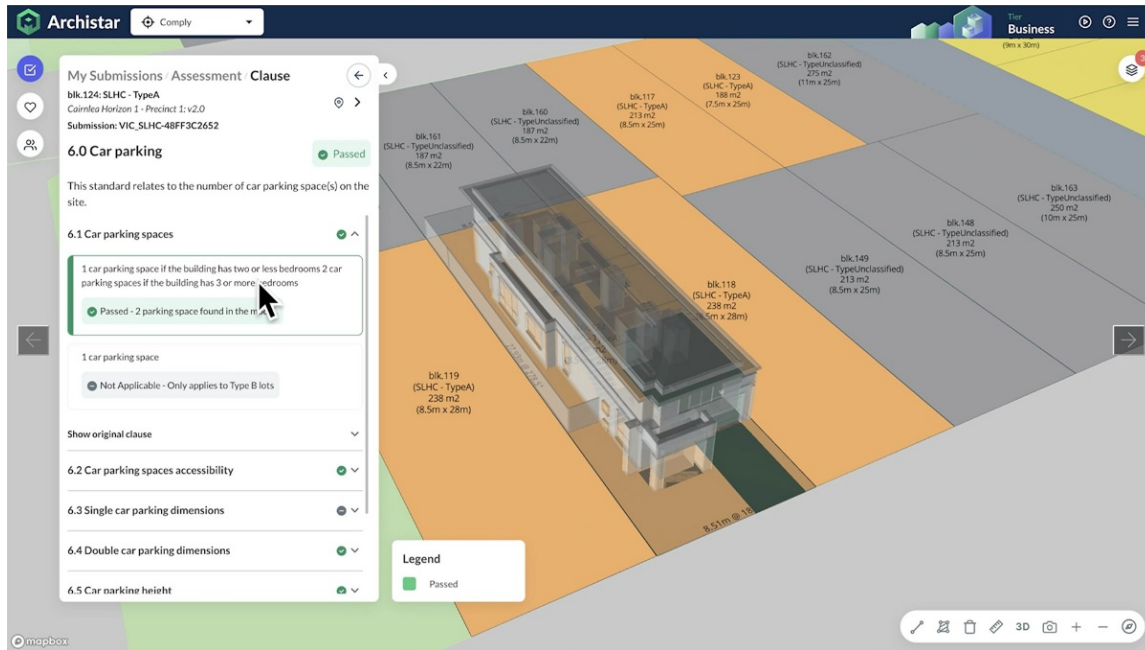 Archistar
Comply
Tier
Business
My Submissions / Assessment / Clause
blk.124: SLHC - TypeA
Cairnlea Horizon 1 - Precinct 1: v2.0
Submission: VIC_SLHC-48FF3C2652
6.0 Car parking
Passed
This standard relates to the number of car parking space(s) on the
site.
6.1 Car parking spaces
1 car parking space if the building has two or less bedrooms 2 car
parking spaces if the building has 3 or more bedrooms
Passed - 2 parking space found in the
1 car parking space
Not Applicable - Only applies to Type B lots
Show original clause
6.2 Car parking spaces accessibility
6.3 Single car parking dimensions
6.4 Double car parking dimensions
6.5 Car parking height
(9m x 30m)
3
blk.162
(SLHC - TypeUnclassified)
275 m2
(11m x 25m)
blk.123
(SLHC - TypeA)
188 m2
(7.5m x 25m)
blk.117
(SLHC - TypeA)
213 m2
(8.5m x 25m)
blk.160
(SLHC - TypeUnclassified)
187 m2
(8.5m x 22m)
blk.161
(SLHC - TypeUnclassified)
187 m2
(8.5m x 22m)
blk.163
(SLHC - TypeUnclassified)
250 m2
(10m x 25m)
blk.148
(SLHC - TypeUnclassified)
213 m2
(8.5m x 25m)
blk.149
(SLHC - TypeUnclassified)
213 m2
(8.5m x 25m)
blk.118
(SLHC - TypeA)
238 m2
(8.5m x 28m)
blk.119
(SLHC - TypeA)
238 m2
(8.5m x 28m)
8.51m @ 18
Legend
Passed
3D
mapbox